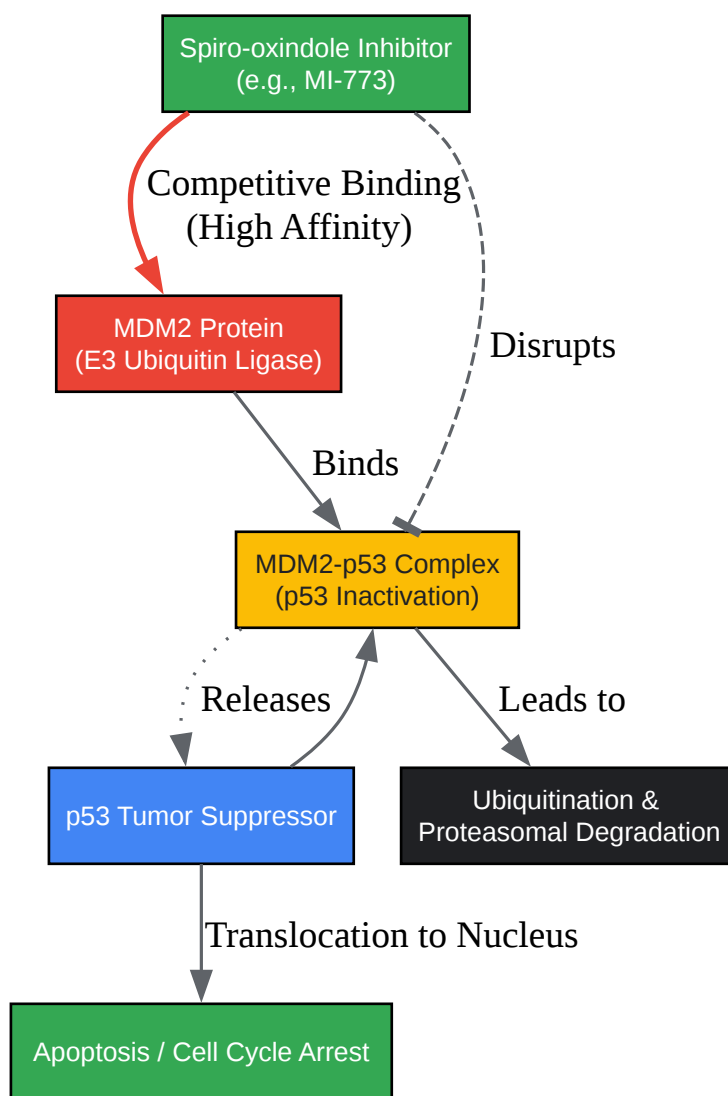 Spiro-oxindole Inhibitor
(e.g., MI-773)
Competitive Binding
(High Affinity)
MDM2 Protein
(E3 Ubiquitin Ligase)
Disrupts
Binds
MDM2-p53 Complex
(p53 Inactivation)
Releases
Leads to
p53 Tumor Suppressor
Ubiquitination &
Proteasomal Degradation
Translocation to Nucleus
Apoptosis / Cell Cycle Arrest